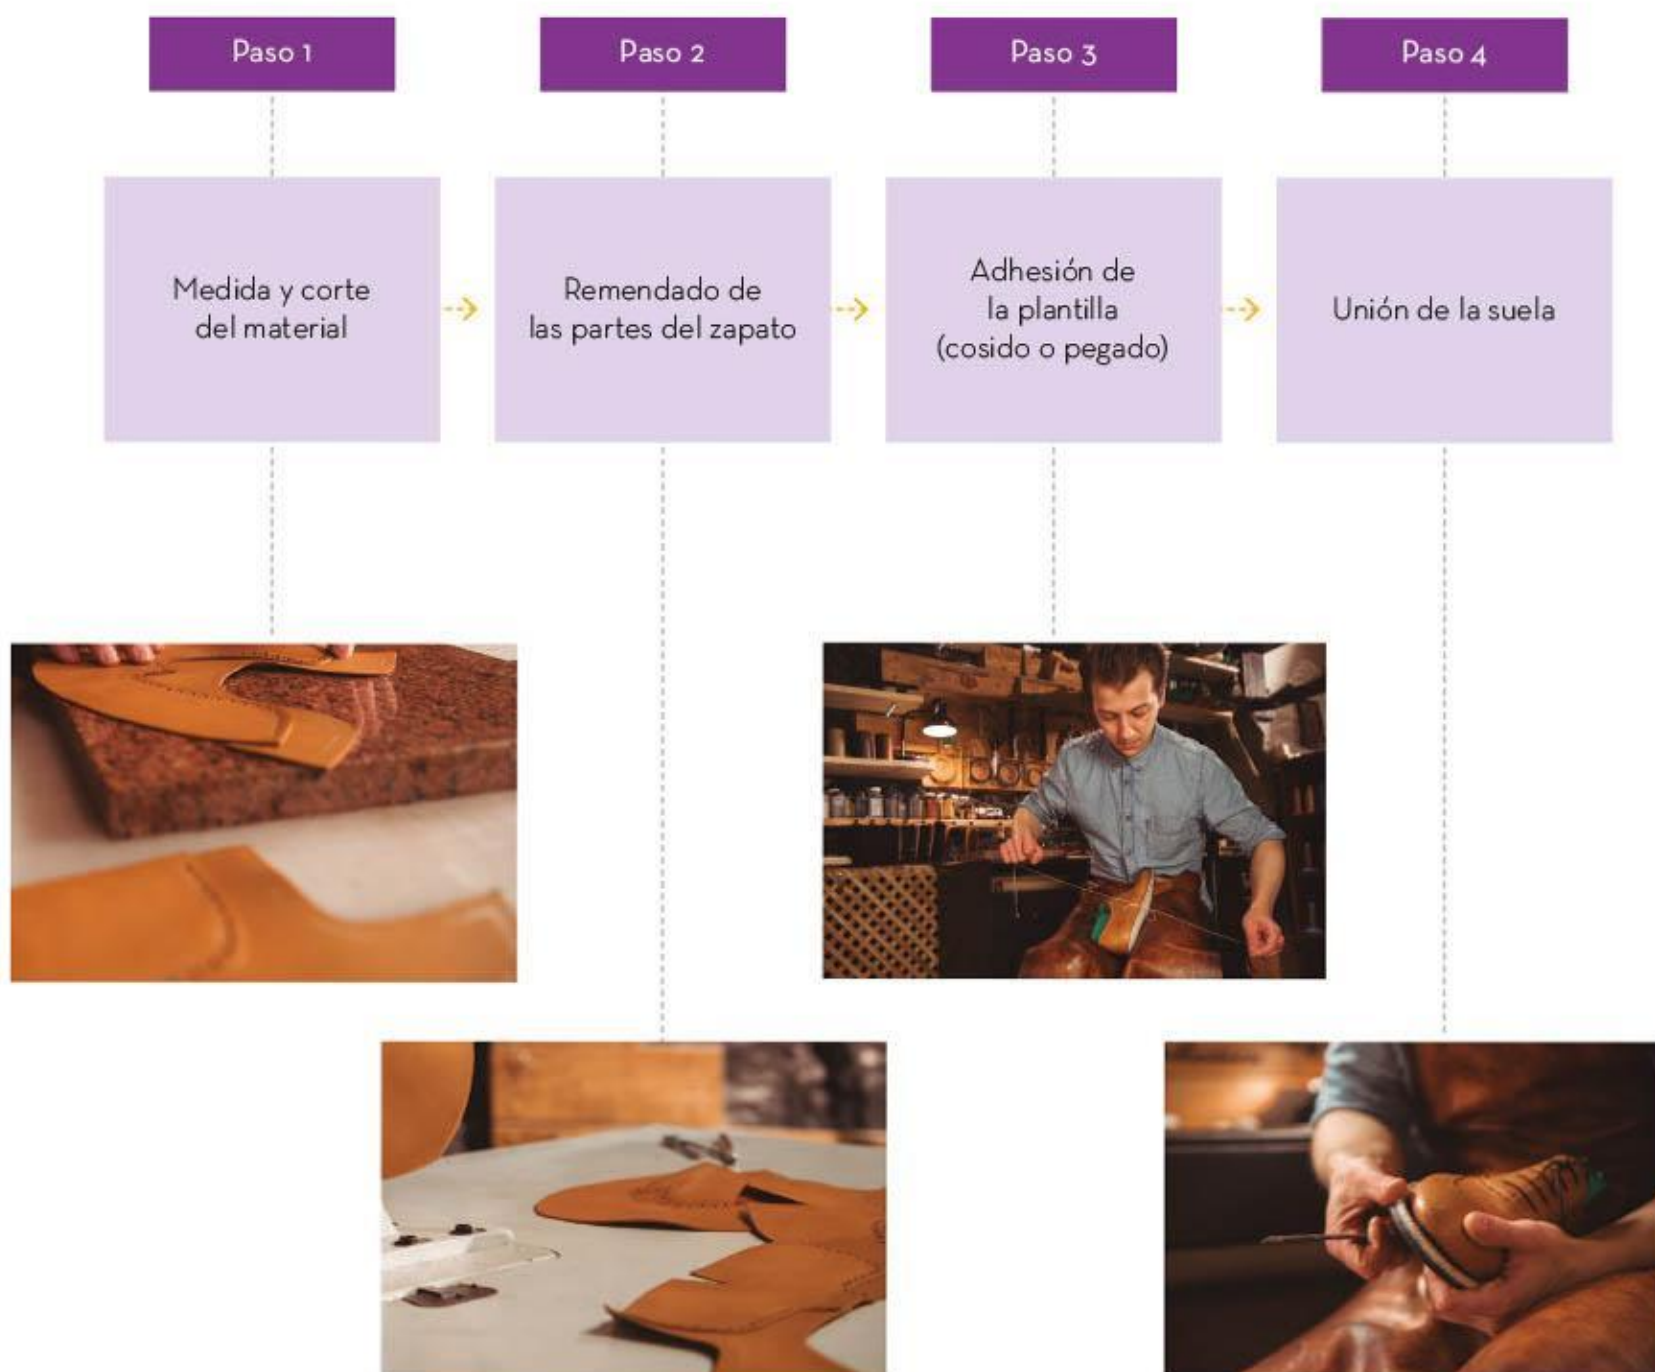 Paso 1
Paso 2
Paso 3
Paso 4
Medida y corte
del material
Remendado de
las partes del zapato
Adhesión de
la plantilla
(cosido o pegado)
Unión de la suela